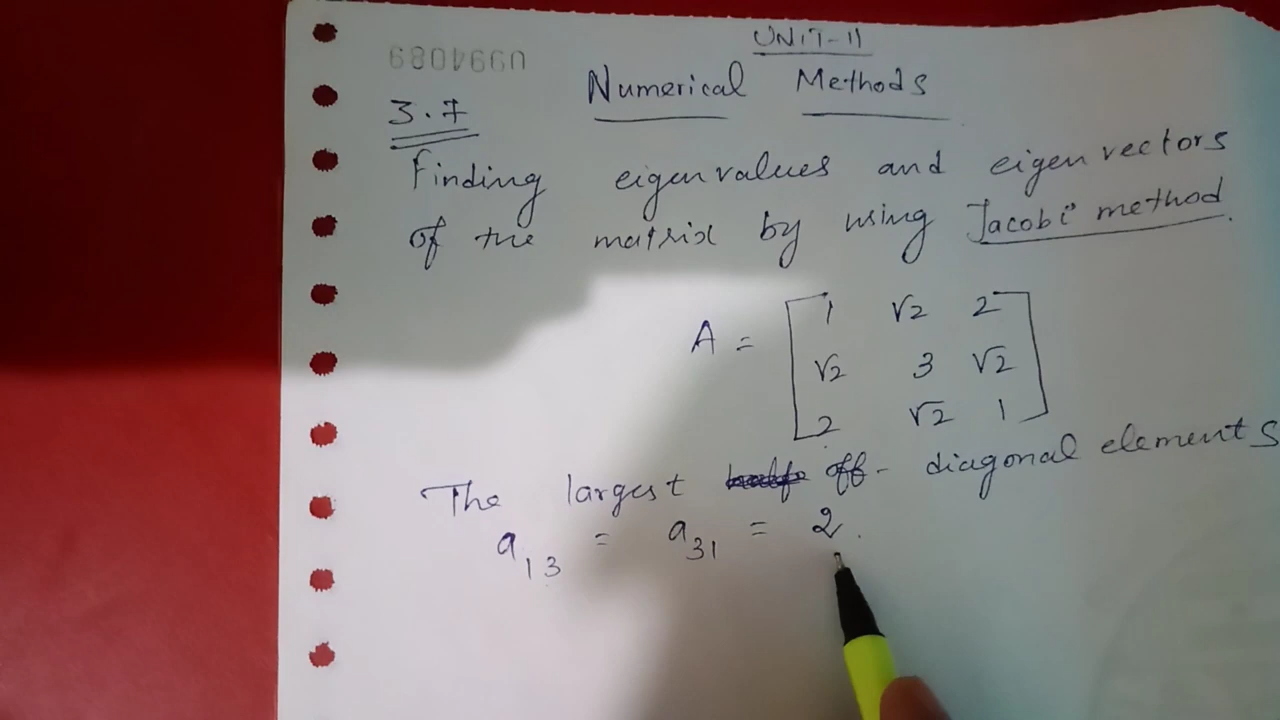 UNIT-11
0994089
Numerical Methods
3.7
Finding eigenvalues and eigenvectors
of the matrix by using Jacobi method.
A = [1 √2 2
√2 3 √2
2 √2 1]
The largest off-diagonal elements
a13 = a31 = 2.